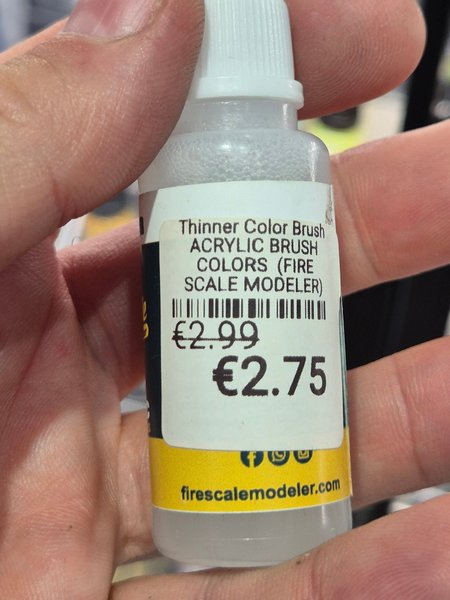 Thinner Color Brush
ACRYLIC BRUSH
COLORS (FIRE
SCALE MODELER)
€2.99
€2.75
firescalemodeler.com